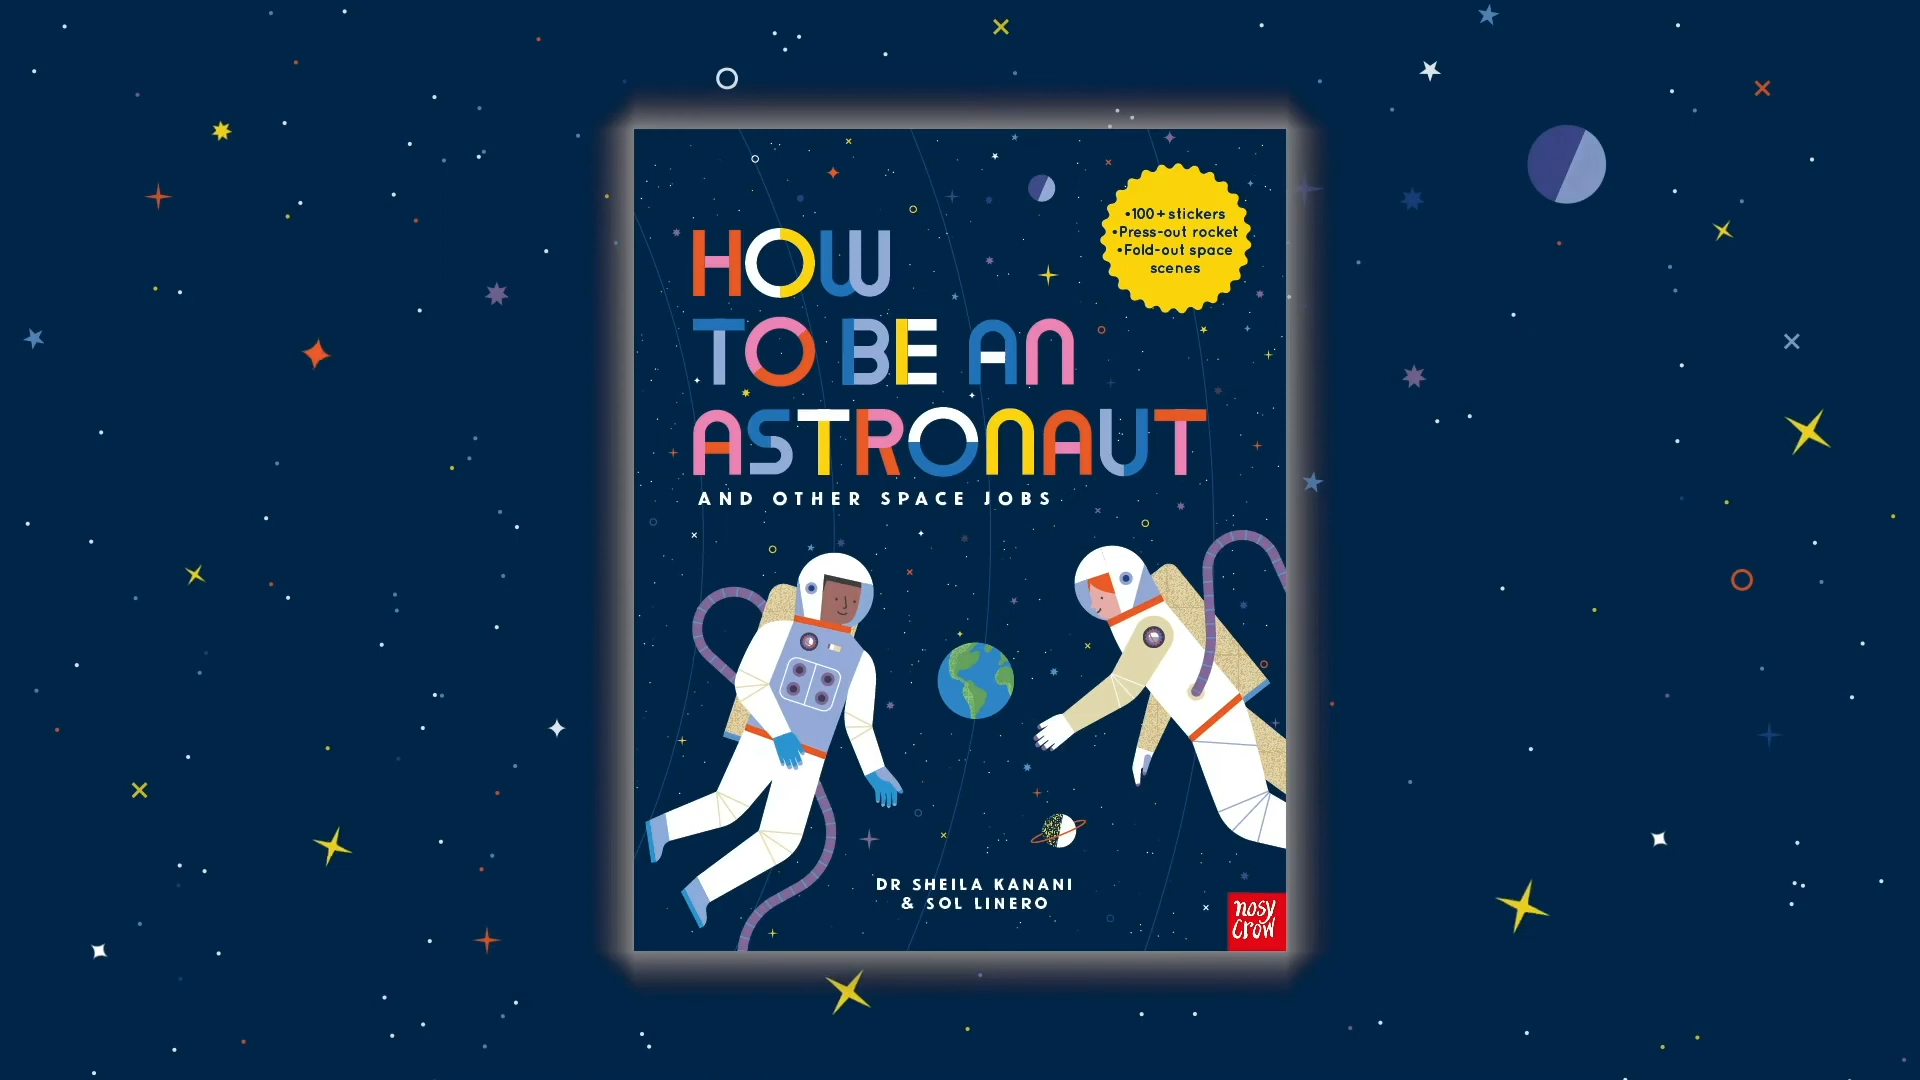 •100+ stickers
•Press-out rocket
•Fold-out space
scenes
HOW
TO BE AN
ASTRONAUT
AND OTHER SPACE JOBS
DR SHEILA KANANI
& SOL LINERO
nosy
crow